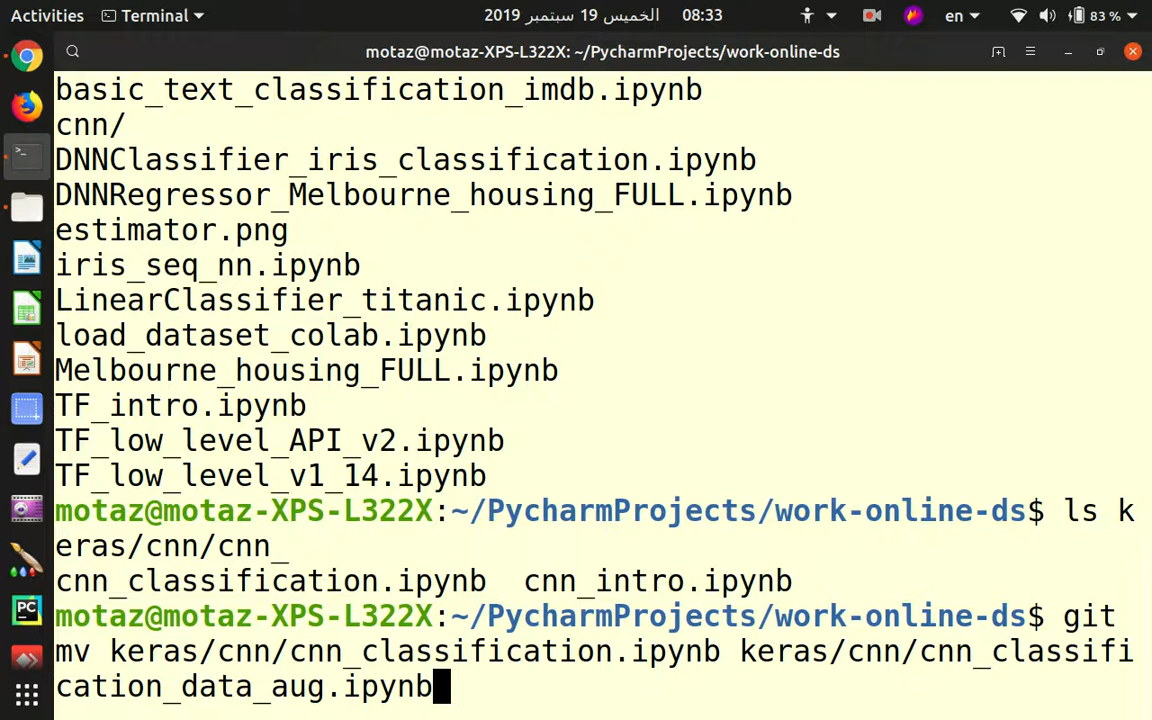 Activities Terminal الخميس 19 سبتمبر 2019 08:33 en 83 %
motaz@motaz-XPS-L322X: ~/PycharmProjects/work-online-ds
basic_text_classification_imdb.ipynb
cnn/
DNNClassifier_iris_classification.ipynb
DNNRegressor_Melbourne_housing_FULL.ipynb
estimator.png
iris_seq_nn.ipynb
LinearClassifier_titanic.ipynb
load_dataset_colab.ipynb
Melbourne_housing_FULL.ipynb
TF_intro.ipynb
TF_low_level_API_v2.ipynb
TF_low_level_v1_14.ipynb
motaz@motaz-XPS-L322X:~/PycharmProjects/work-online-ds$ ls k
eras/cnn/cnn_
cnn_classification.ipynb cnn_intro.ipynb
motaz@motaz-XPS-L322X:~/PycharmProjects/work-online-ds$ git
mv keras/cnn/cnn_classification.ipynb keras/cnn/cnn_classifi
cation_data_aug.ipynb
PC